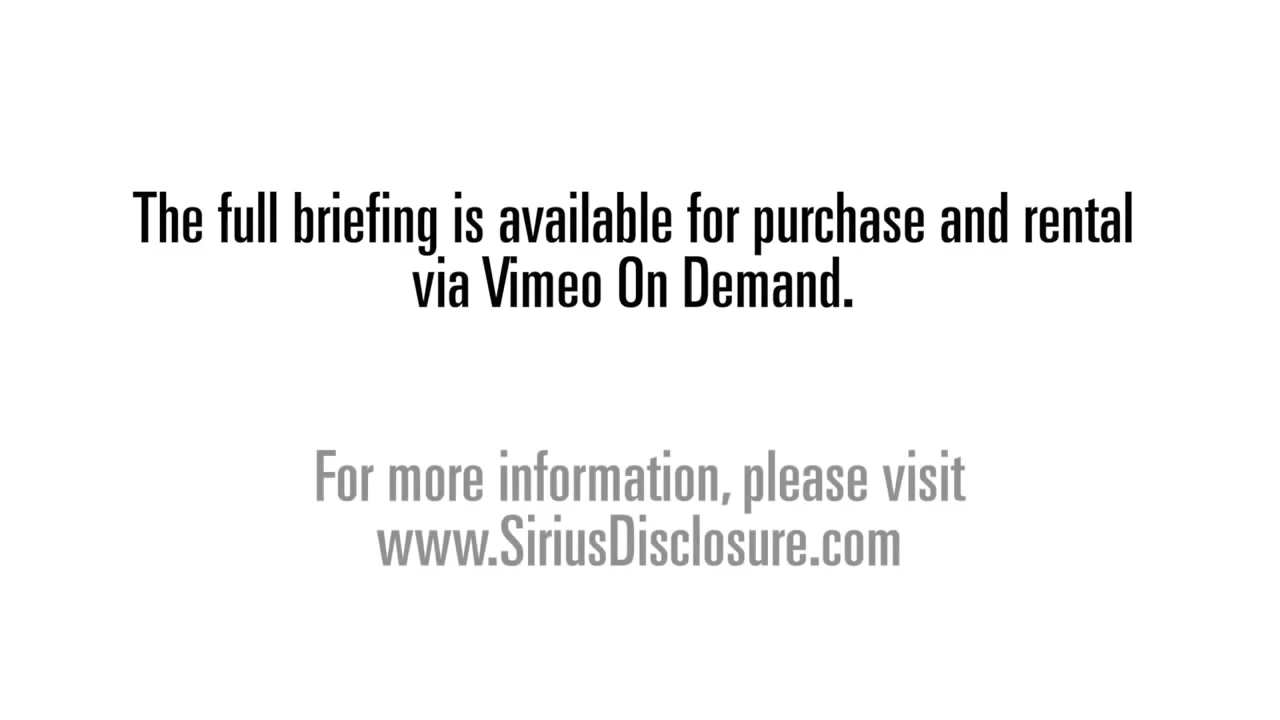 The full briefing is available for purchase and rental
via Vimeo On Demand.
For more information, please visit
www.SiriusDisclosure.com